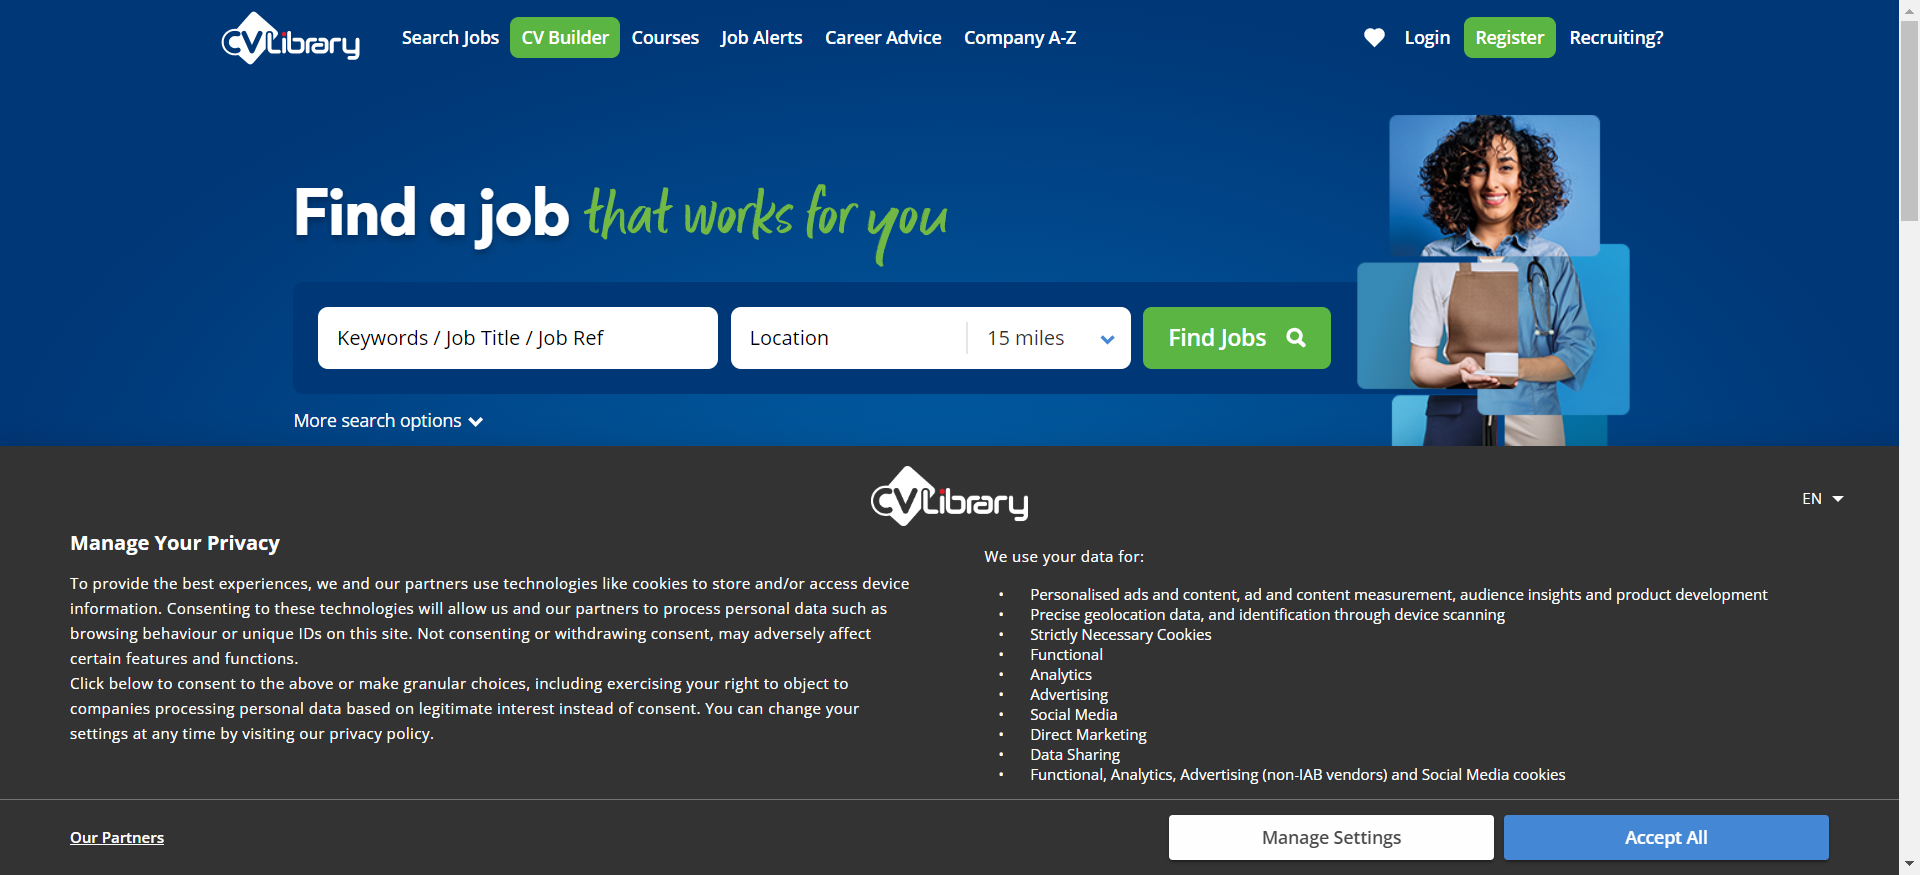 CVLibrary
Search Jobs
CV Builder
Courses
Job Alerts
Career Advice
Company A-Z
Login
Register
Recruiting?
Find a job that works for you
Keywords / Job Title / Job Ref
Location
15 miles
Find Jobs
More search options
CVLibrary
EN
Manage Your Privacy
To provide the best experiences, we and our partners use technologies like cookies to store and/or access device
information. Consenting to these technologies will allow us and our partners to process personal data such as
browsing behaviour or unique IDs on this site. Not consenting or withdrawing consent, may adversely affect
certain features and functions.
Click below to consent to the above or make granular choices, including exercising your right to object to
companies processing personal data based on legitimate interest instead of consent. You can change your
settings at any time by visiting our privacy policy.
We use your data for:
• Personalised ads and content, ad and content measurement, audience insights and product development
• Precise geolocation data, and identification through device scanning
• Strictly Necessary Cookies
• Functional
• Analytics
• Advertising
• Social Media
• Direct Marketing
• Data Sharing
• Functional, Analytics, Advertising (non-IAB vendors) and Social Media cookies
Our Partners
Manage Settings
Accept All